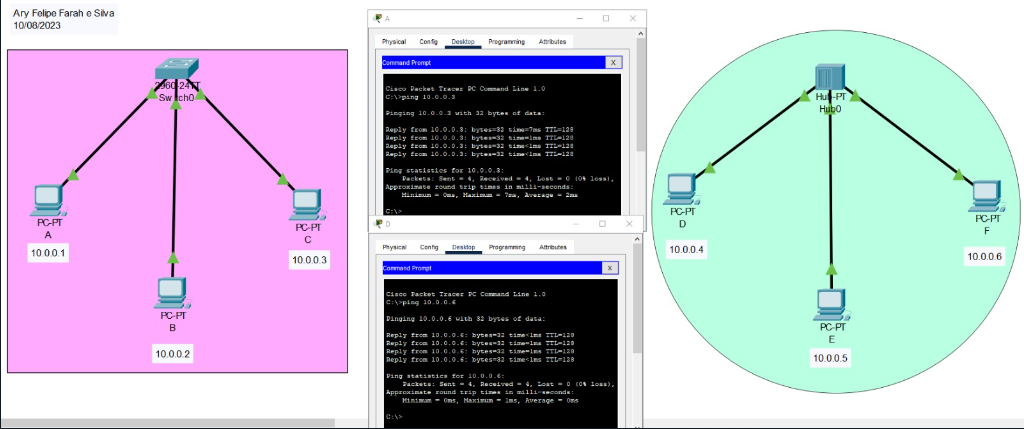 Ary Felipe Farah e Silva
10/08/2023
2960-24TT
Switch0
PC-PT
A
10.0.0.1
PC-PT
B
10.0.0.2
PC-PT
C
10.0.0.3
A
Physical Config Desktop Programming Attributes
Command Prompt X
Cisco Packet Tracer PC Command Line 1.0
C:\>ping 10.0.0.3
Pinging 10.0.0.3 with 32 bytes of data:
Reply from 10.0.0.3: bytes=32 time=7ms TTL=128
Reply from 10.0.0.3: bytes=32 time<1ms TTL=128
Reply from 10.0.0.3: bytes=32 time<1ms TTL=128
Reply from 10.0.0.3: bytes=32 time<1ms TTL=128
Ping statistics for 10.0.0.3:
Packets: Sent = 4, Received = 4, Lost = 0 (0% loss),
Approximate round trip times in milli-seconds:
Minimum = 0ms, Maximum = 7ms, Average = 2ms
C:\>
D
Physical Config Desktop Programming Attributes
Command Prompt X
Cisco Packet Tracer PC Command Line 1.0
C:\>ping 10.0.0.6
Pinging 10.0.0.6 with 32 bytes of data:
Reply from 10.0.0.6: bytes=32 time<1ms TTL=128
Reply from 10.0.0.6: bytes=32 time<1ms TTL=128
Reply from 10.0.0.6: bytes=32 time=1ms TTL=128
Reply from 10.0.0.6: bytes=32 time<1ms TTL=128
Ping statistics for 10.0.0.6:
Packets: Sent = 4, Received = 4, Lost = 0 (0% loss),
Approximate round trip times in milli-seconds:
Minimum = 0ms, Maximum = 1ms, Average = 0ms
C:\>
Hub-PT
Hub0
PC-PT
D
10.0.0.4
PC-PT
E
10.0.0.5
PC-PT
F
10.0.0.6